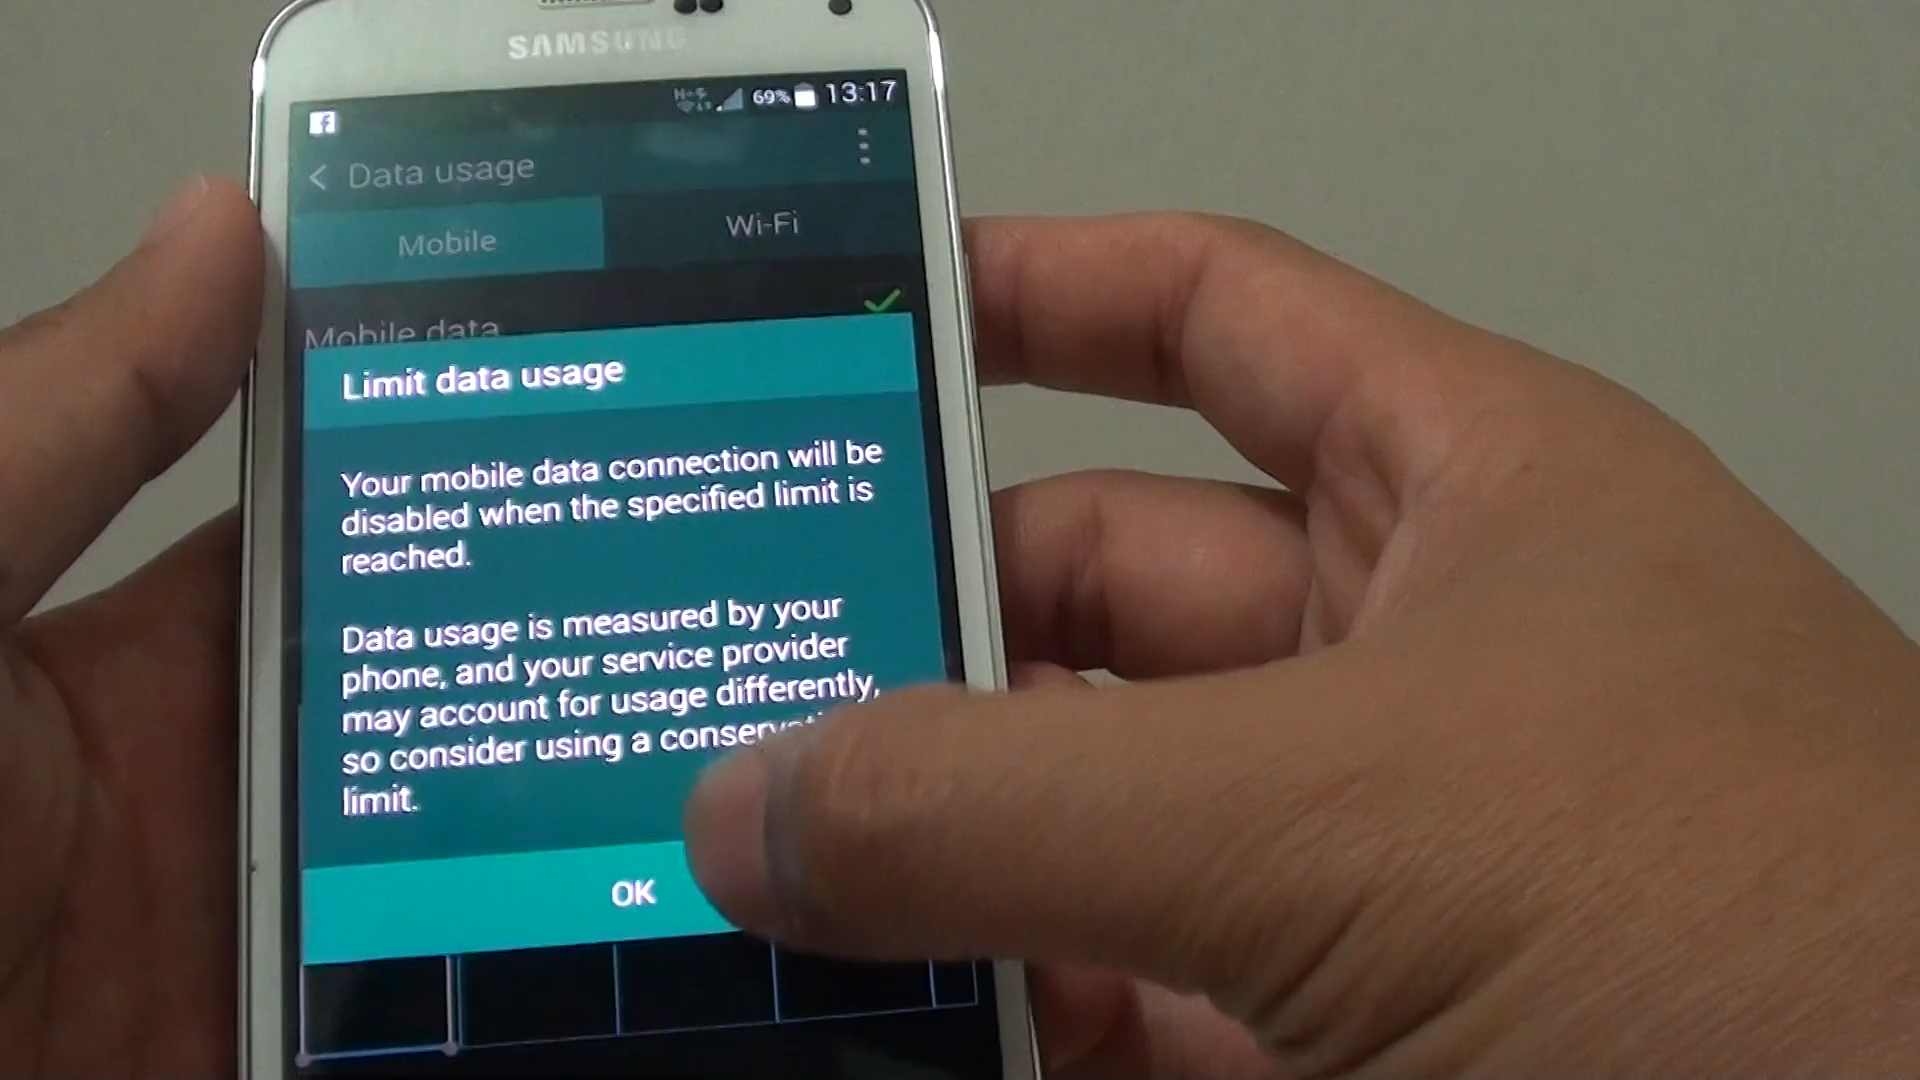 SAMSUNG
69% 13:17
Data usage
Mobile Wi-Fi
Mobile data
Limit data usage
Your mobile data connection will be
disabled when the specified limit is
reached.
Data usage is measured by your
phone, and your service provider
may account for usage differently,
so consider using a
limit.
OK